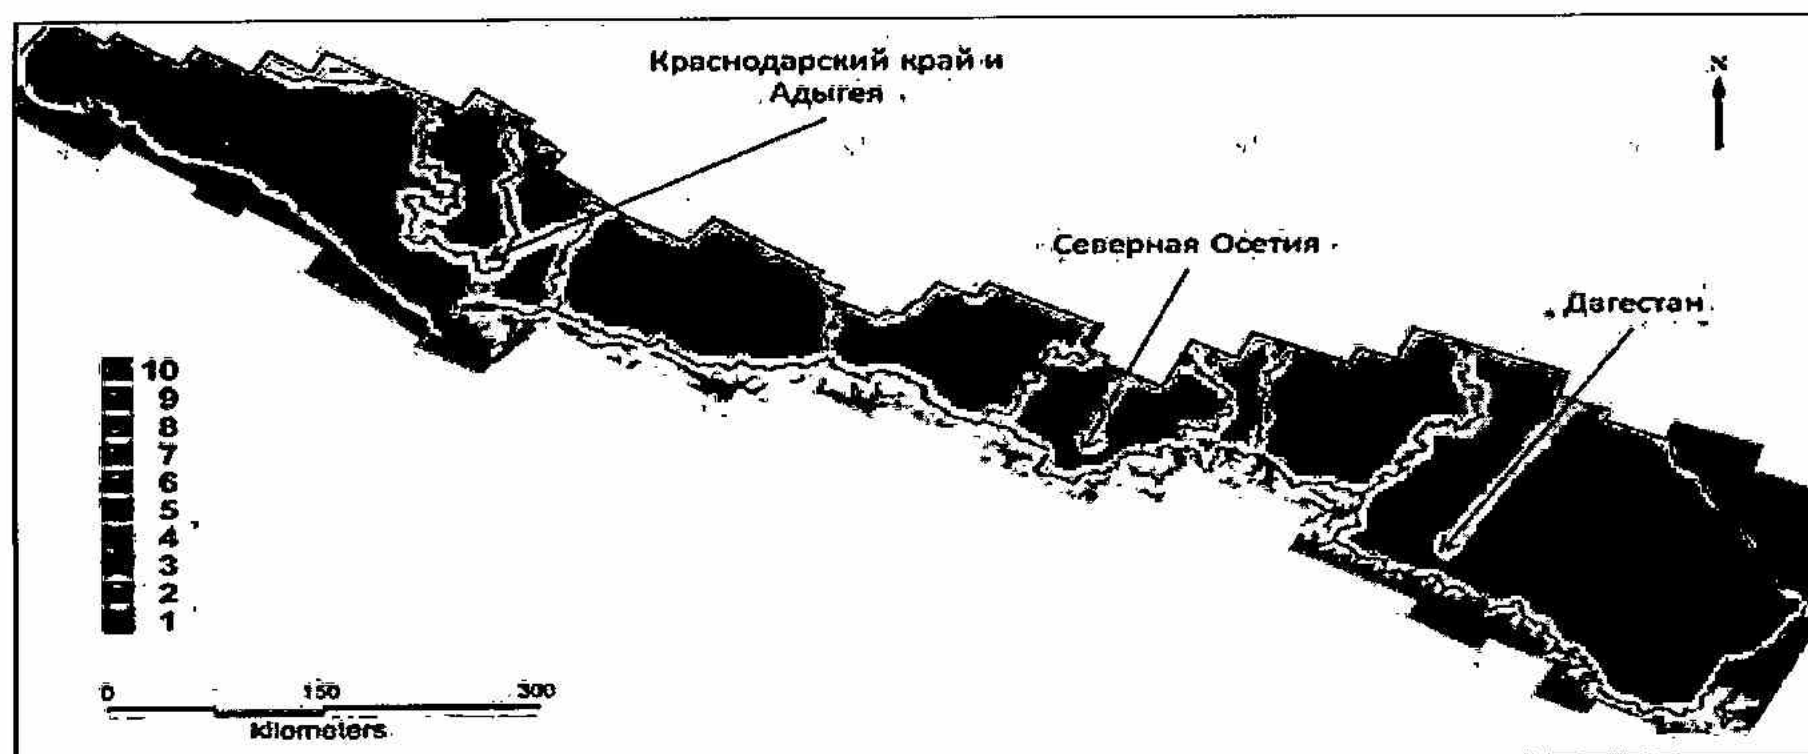 Краснодарский край и
Адыгея
N
Северная Осетия
Дагестан
10
9
8
7
6
5
4
3
2
1
0 150 300
kilometers